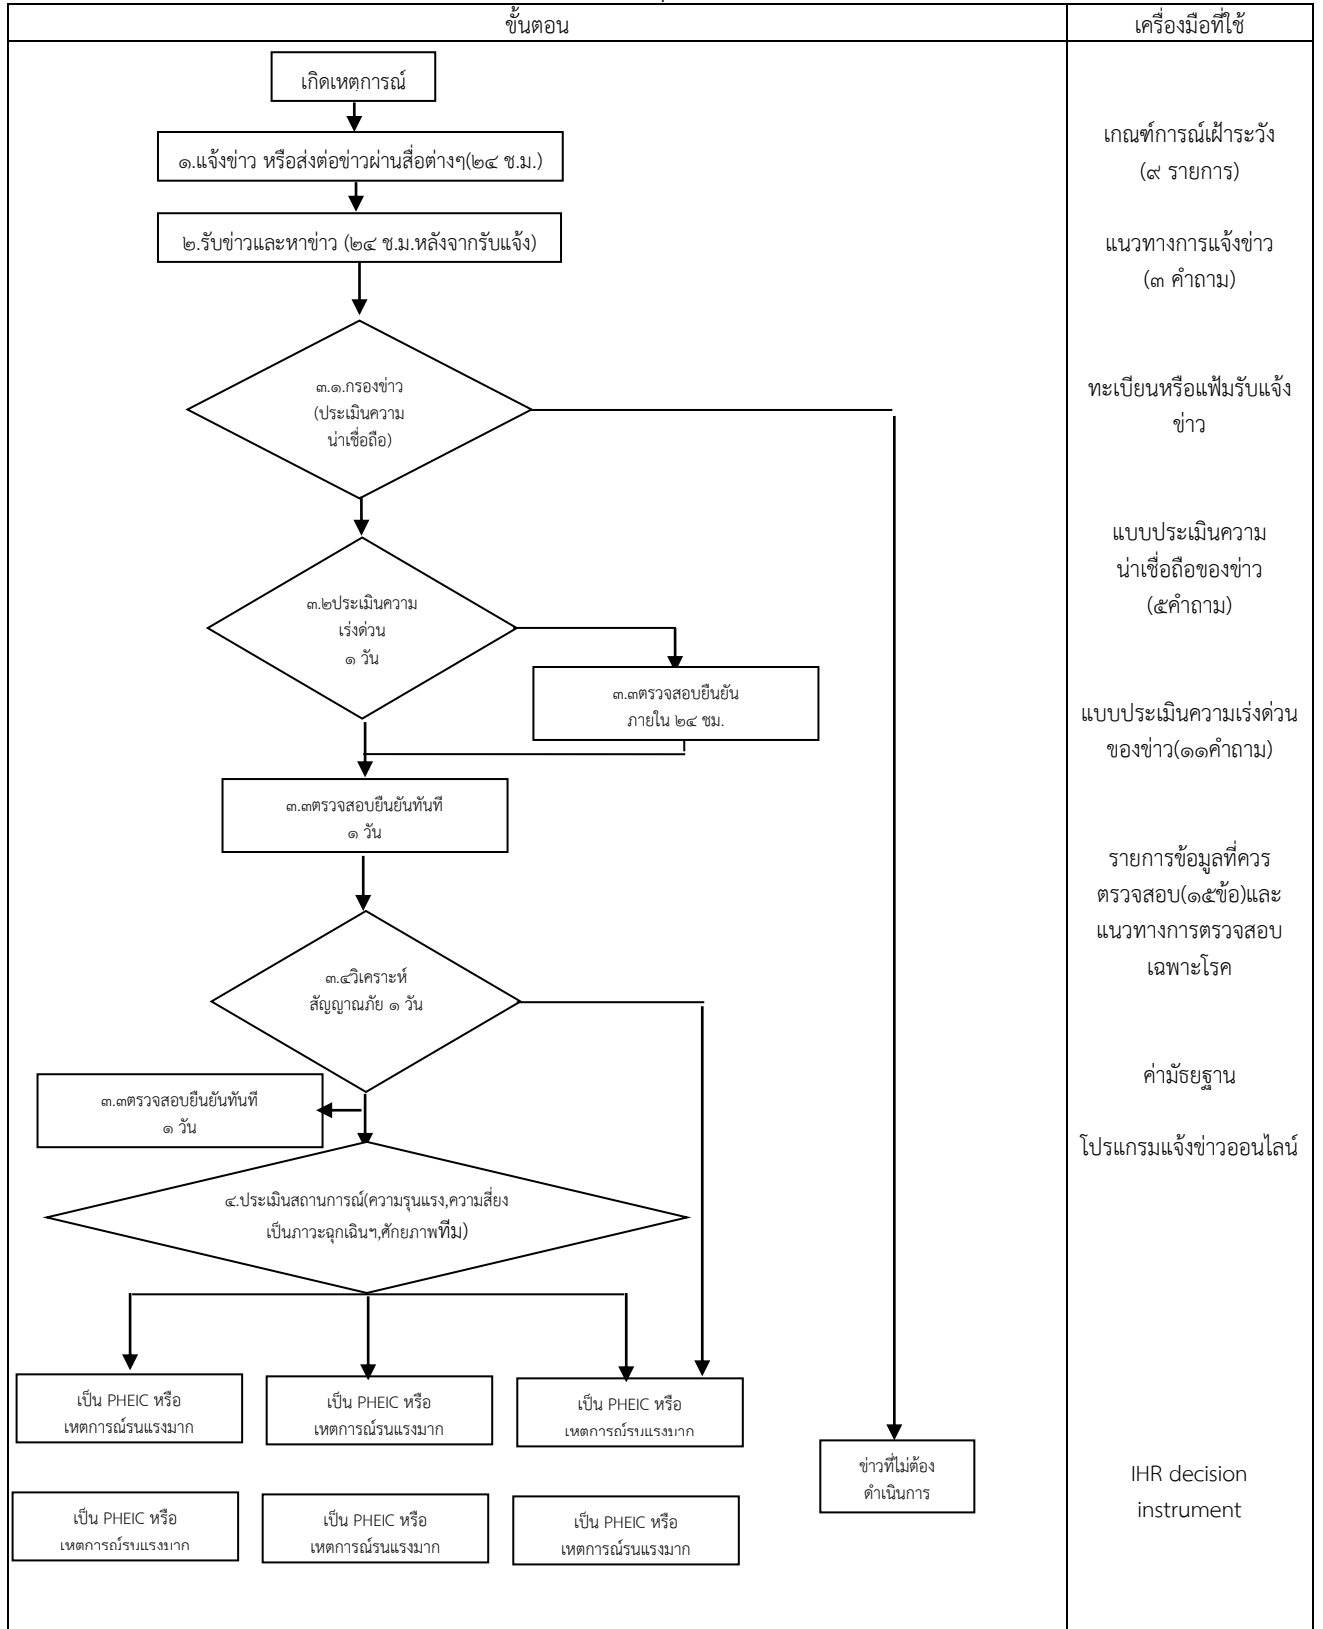 ขั้นตอน
เครื่องมือที่ใช้
เกิดเหตุการณ์
๑.แจ้งข่าว หรือส่งต่อข่าวผ่านสื่อต่างๆ(๒๔ ช.ม.)
๒.รับข่าวและหาข่าว (๒๔ ช.ม.หลังจากรับแจ้ง)
๓.๑.กรองข่าว
(ประเมินความ
น่าเชื่อถือ)
๓.๒ประเมินความ
เร่งด่วน
๑ วัน
๓.๓ตรวจสอบยืนยัน
ภายใน ๒๔ ชม.
๓.๓ตรวจสอบยืนยันทันที
๑ วัน
๓.๔วิเคราะห์
สัญญาณภัย ๑ วัน
๓.๓ตรวจสอบยืนยันทันที
๑ วัน
๔.ประเมินสถานการณ์(ความรุนแรง,ความสี่ยง
เป็นภาวะฉุกเฉินฯ,ศักยภาพทีม)
เป็น PHEIC หรือ
เหตการณ์รนแรงมาก
เป็น PHEIC หรือ
เหตการณ์รนแรงมาก
เป็น PHEIC หรือ
เหตการณ์รนแรงมาก
ข่าวที่ไม่ต้อง
ดำเนินการ
เป็น PHEIC หรือ
เหตการณ์รนแรงมาก
เป็น PHEIC หรือ
เหตการณ์รนแรงมาก
เป็น PHEIC หรือ
เหตการณ์รนแรงมาก
เกณฑ์การณ์เฝ้าระวัง
(๙ รายการ)
แนวทางการแจ้งข่าว
(๓ คำถาม)
ทะเบียนหรือแฟ้มรับแจ้ง
ข่าว
แบบประเมินความ
น่าเชื่อถือของข่าว
(๕คำถาม)
แบบประเมินความเร่งด่วน
ของข่าว(๑๑คำถาม)
รายการข้อมูลที่ควร
ตรวจสอบ(๑๕ข้อ)และ
แนวทางการตรวจสอบ
เฉพาะโรค
ค่ามัธยฐาน
โปรแกรมแจ้งข่าวออนไลน์
IHR decision
instrument